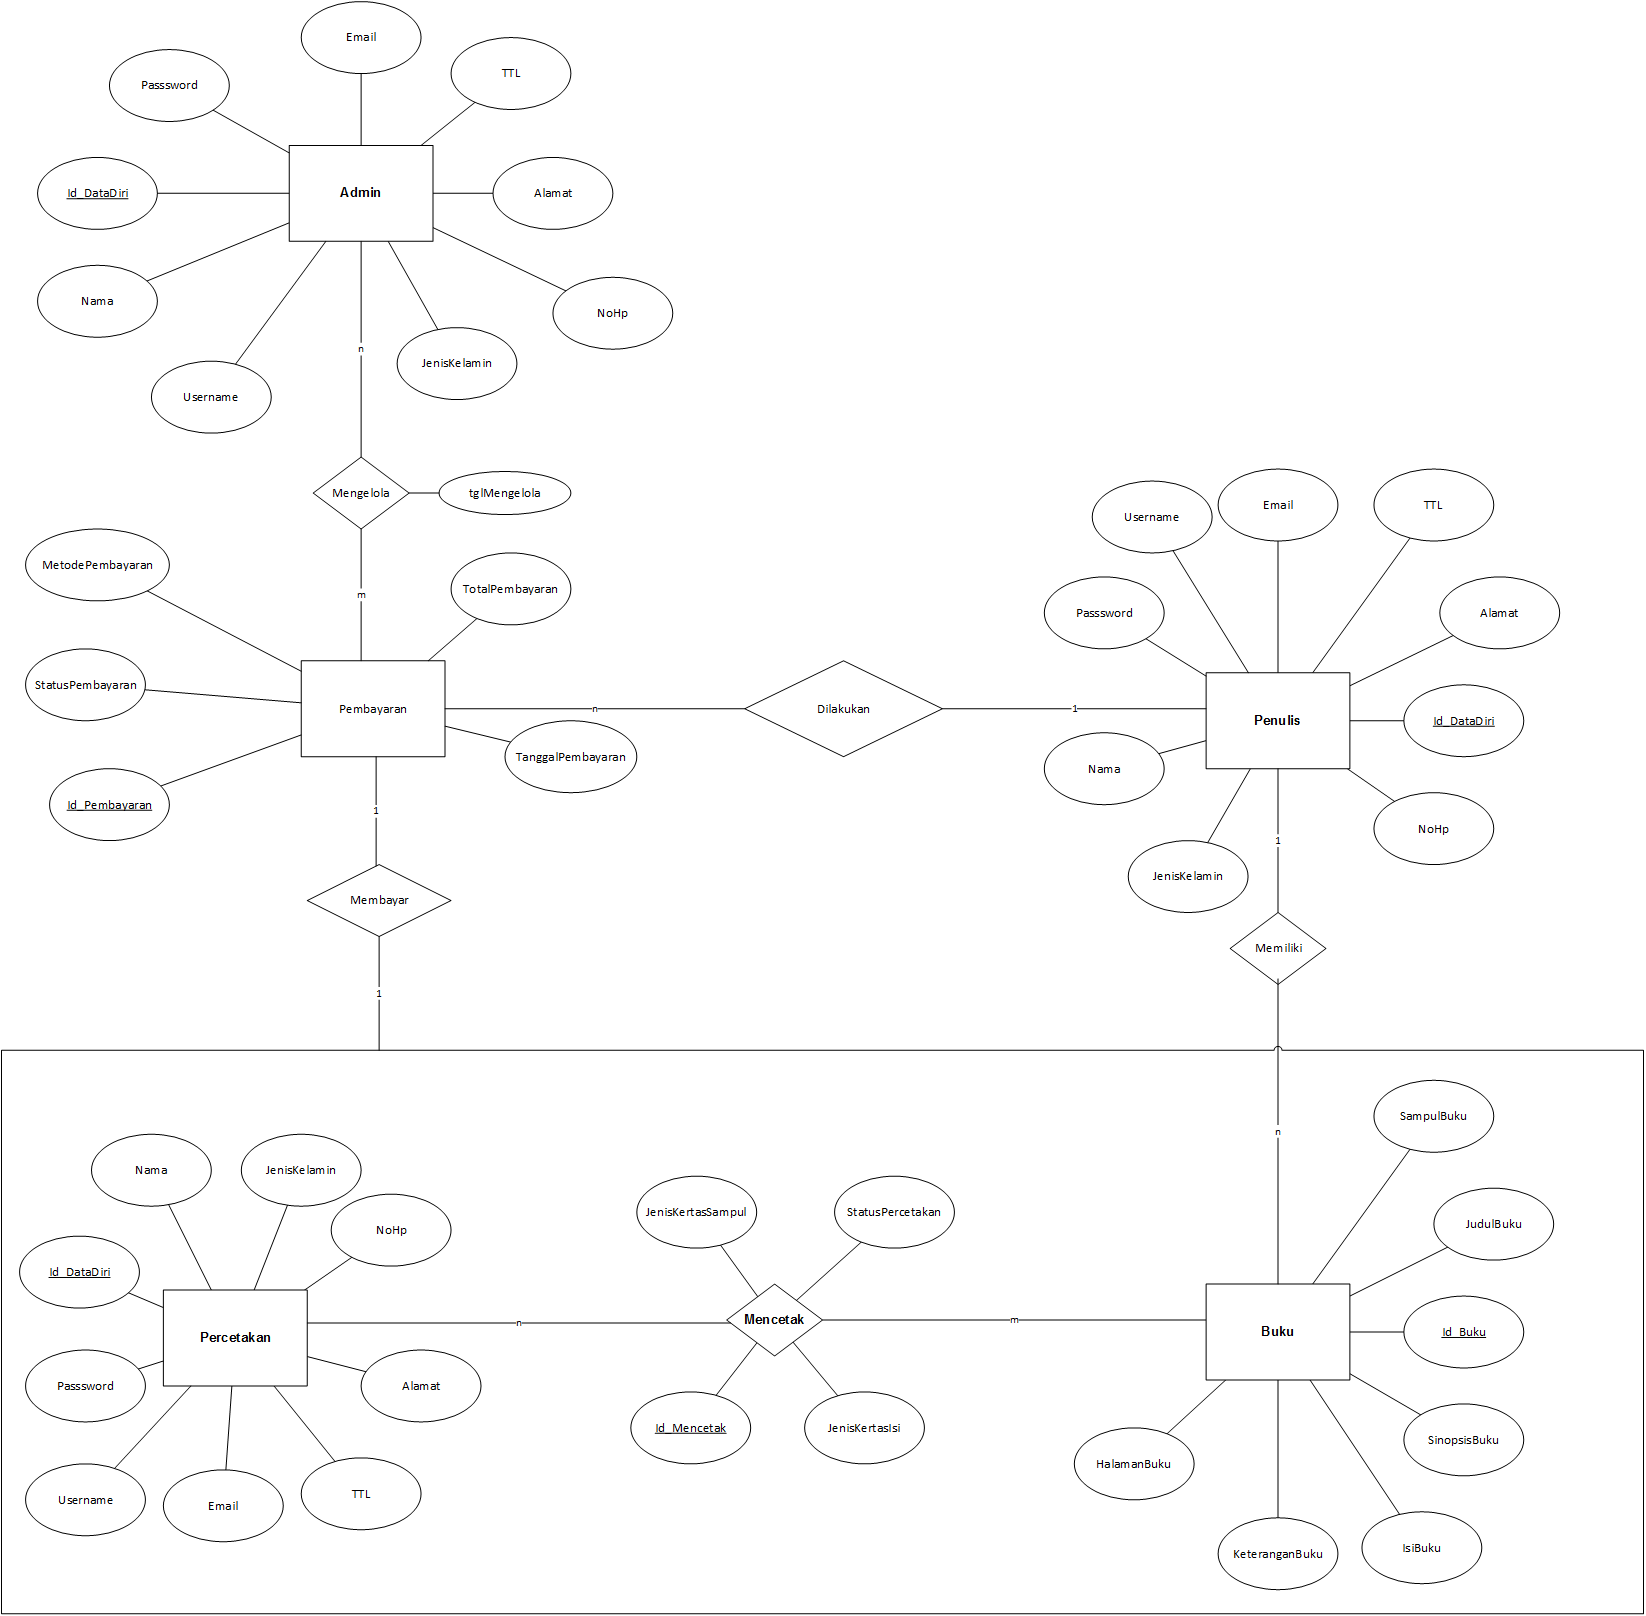 Email
TTL
Passsword
Admin
Id_DataDiri
Alamat
Nama
NoHp
n
JenisKelamin
Username
Mengelola
tglMengelola
Username
Email
TTL
MetodePembayaran
TotalPembayaran
m
Passsword
Alamat
StatusPembayaran
Pembayaran
n
Dilakukan
1
Penulis
Id_DataDiri
TanggalPembayaran
Nama
Id_Pembayaran
1
NoHp
1
JenisKelamin
Membayar
Memiliki
1
SampulBuku
n
Nama
JenisKelamin
NoHp
JenisKertasSampul
StatusPercetakan
JudulBuku
Id_DataDiri
Percetakan
n
Mencetak
m
Buku
Id_Buku
Passsword
Alamat
Id_Mencetak
JenisKertasIsi
SinopsisBuku
HalamanBuku
Username
Email
TTL
KeteranganBuku
IsiBuku